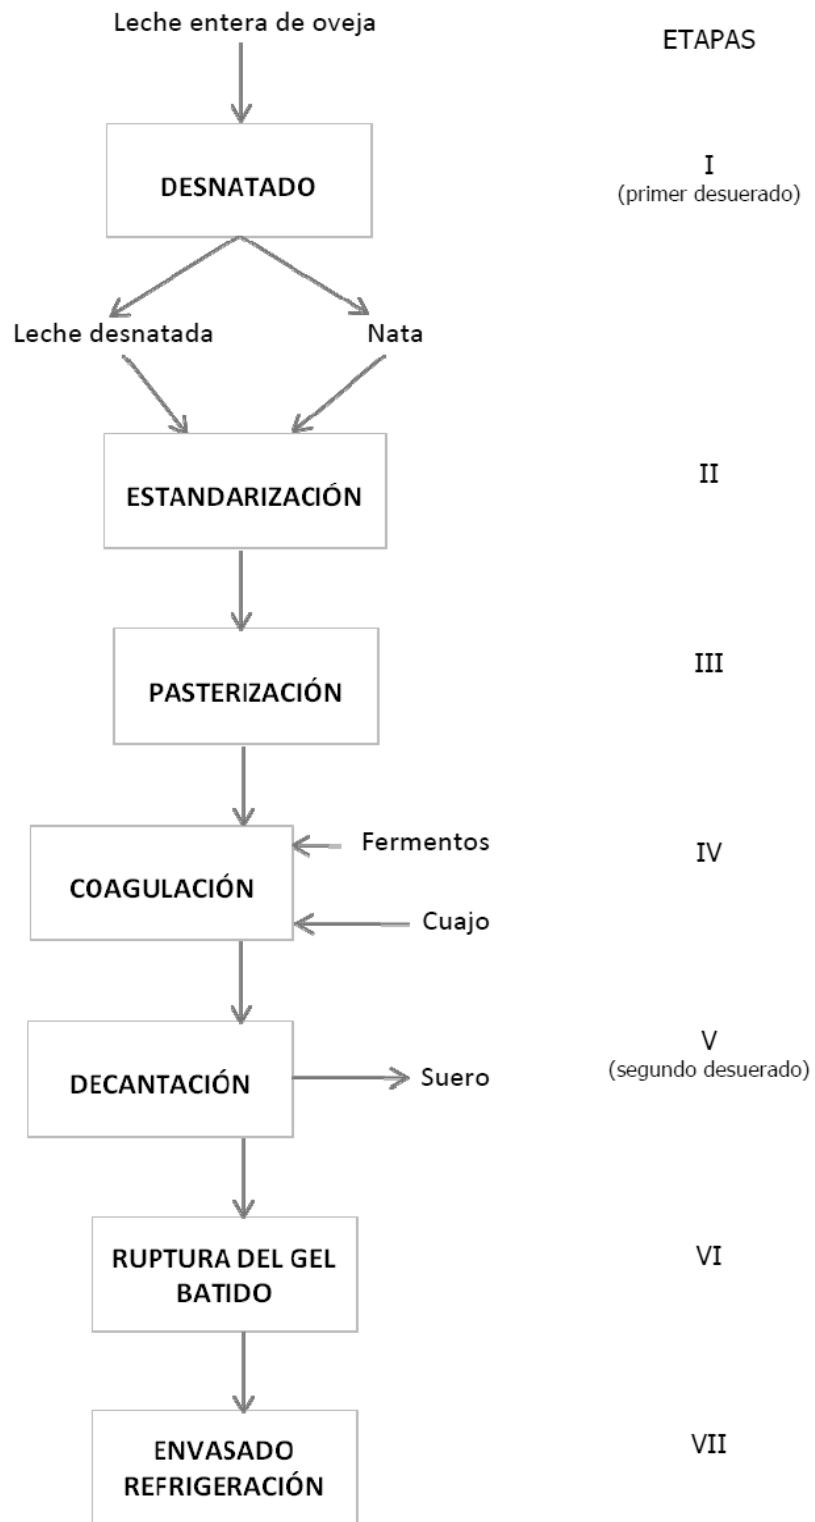 Leche entera de oveja
ETAPAS
DESNATADO
I
(primer desuerado)
Leche desnatada
Nata
ESTANDARIZACIÓN
II
PASTERIZACIÓN
III
COAGULACIÓN
Fermentos
Cuajo
IV
DECANTACIÓN
Suero
V
(segundo desuerado)
RUPTURA DEL GEL
BATIDO
VI
ENVASADO
REFRIGERACIÓN
VII